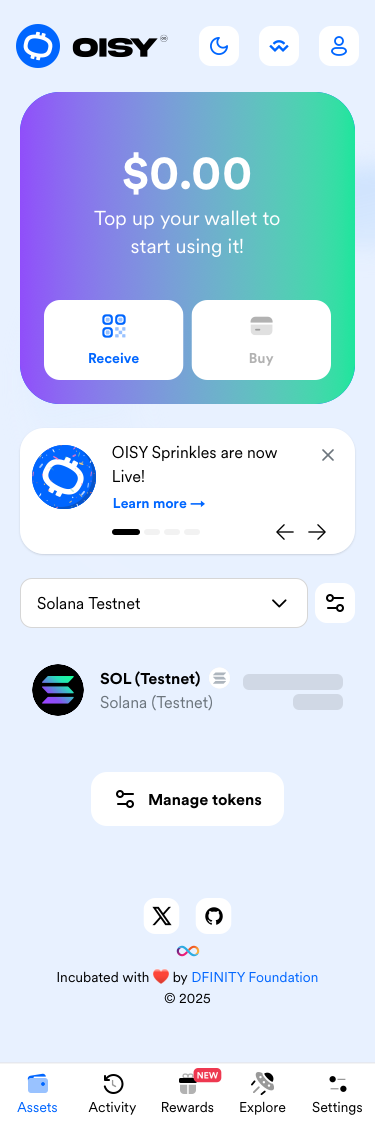 OISY
$0.00
Top up your wallet to
start using it!
Receive
Buy
OISY Sprinkles are now
Live!
Learn more →
Solana Testnet
SOL (Testnet)
Solana (Testnet)
Manage tokens
Incubated with ❤️ by DFINITY Foundation
© 2025
NEW
Assets
Activity
Rewards
Explore
Settings